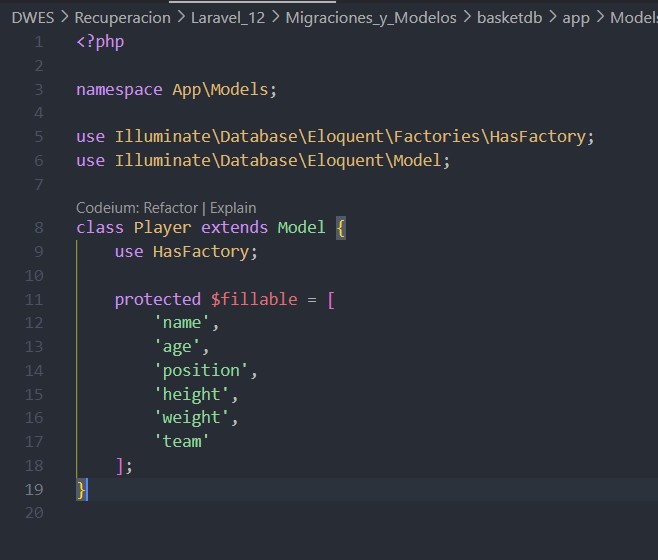 DWES > Recuperacion > Laravel_12 > Migraciones_y_Modelos > basketdb > app > Models
1 <?php
2
3 namespace App\Models;
4
5 use Illuminate\Database\Eloquent\Factories\HasFactory;
6 use Illuminate\Database\Eloquent\Model;
7
Codeium: Refactor | Explain
8 class Player extends Model {
9     use HasFactory;
10
11     protected $fillable = [
12         'name',
13         'age',
14         'position',
15         'height',
16         'weight',
17         'team'
18     ];
19 }
20